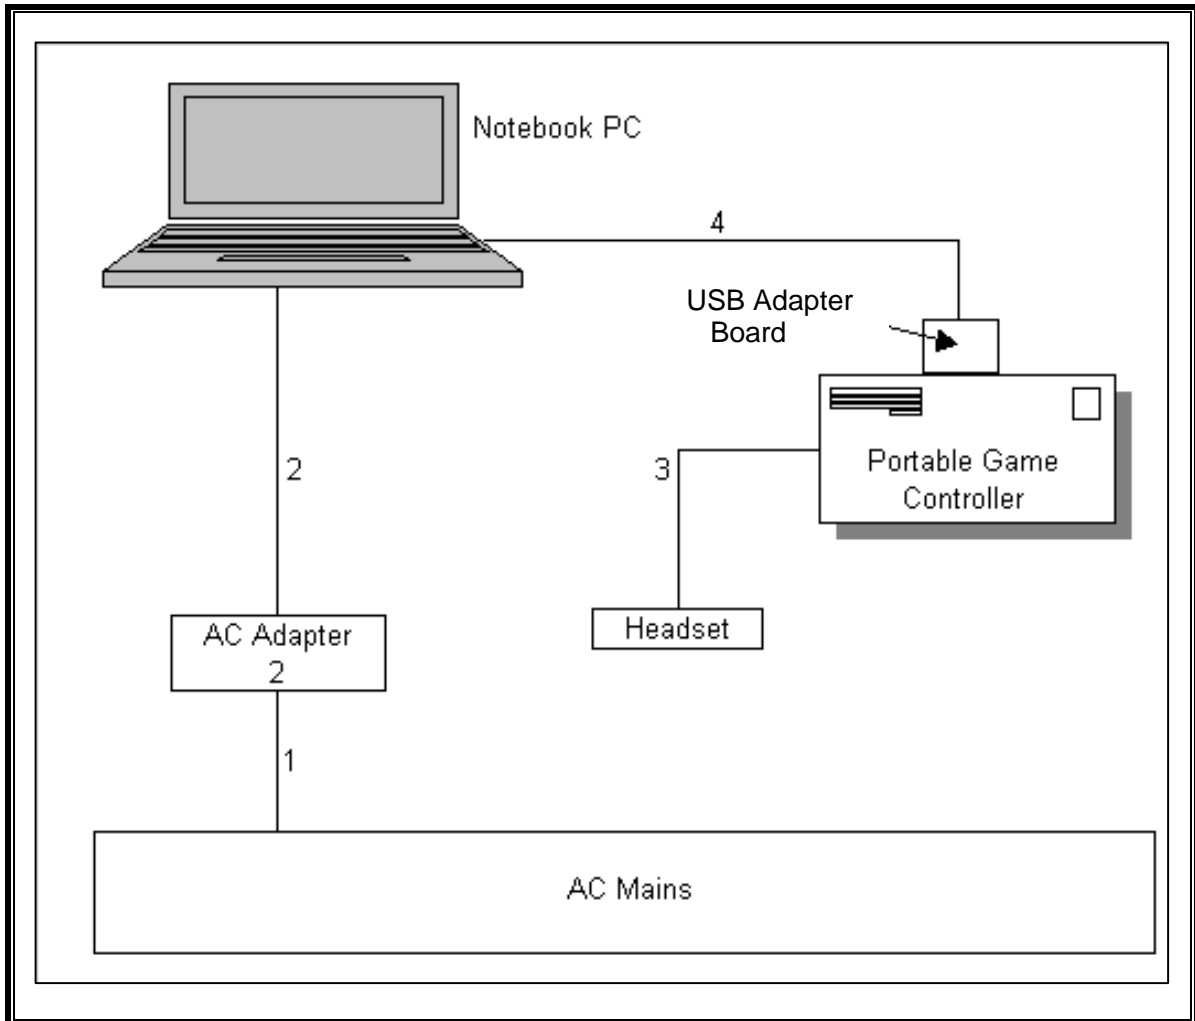 Notebook PC
4
USB Adapter
Board
2
3
Portable Game
Controller
AC Adapter
2
Headset
1
AC Mains